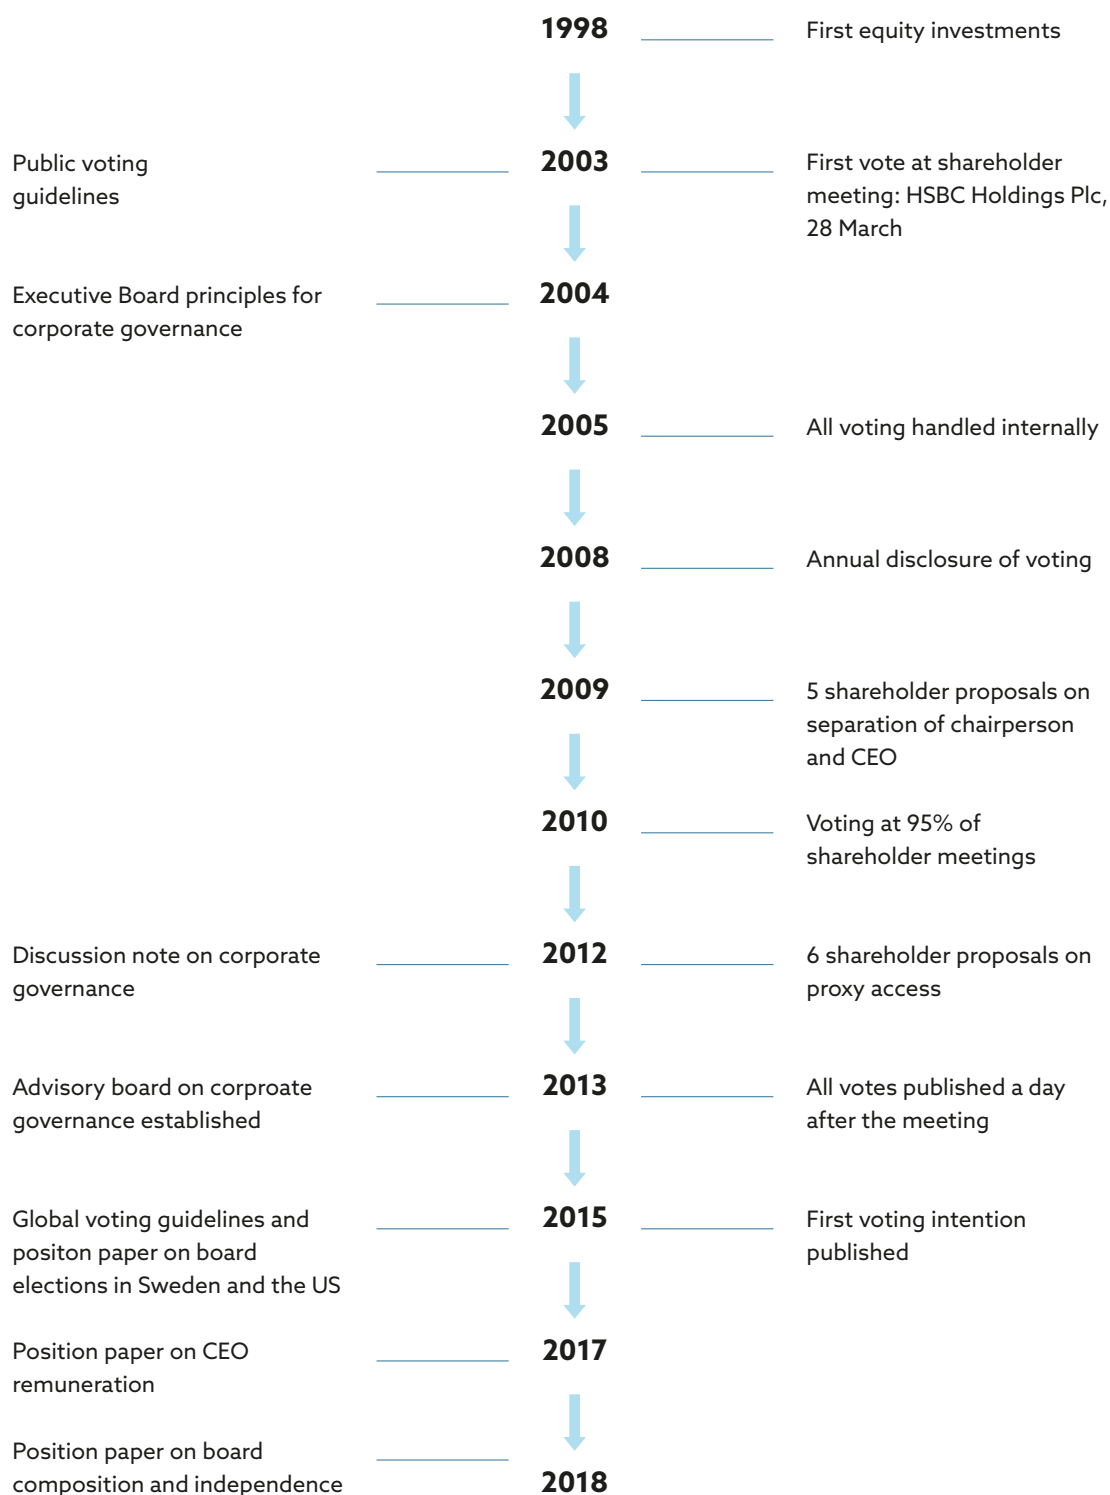 1998
First equity investments
Public voting
guidelines
2003
First vote at shareholder
meeting: HSBC Holdings Plc,
28 March
Executive Board principles for
corporate governance
2004
2005
All voting handled internally
2008
Annual disclosure of voting
2009
5 shareholder proposals on
separation of chairperson
and CEO
2010
Voting at 95% of
shareholder meetings
Discussion note on corporate
governance
2012
6 shareholder proposals on
proxy access
Advisory board on corproate
governance established
2013
All votes published a day
after the meeting
Global voting guidelines and
positon paper on board
elections in Sweden and the US
2015
First voting intention
published
Position paper on CEO
remuneration
2017
Position paper on board
composition and independence
2018